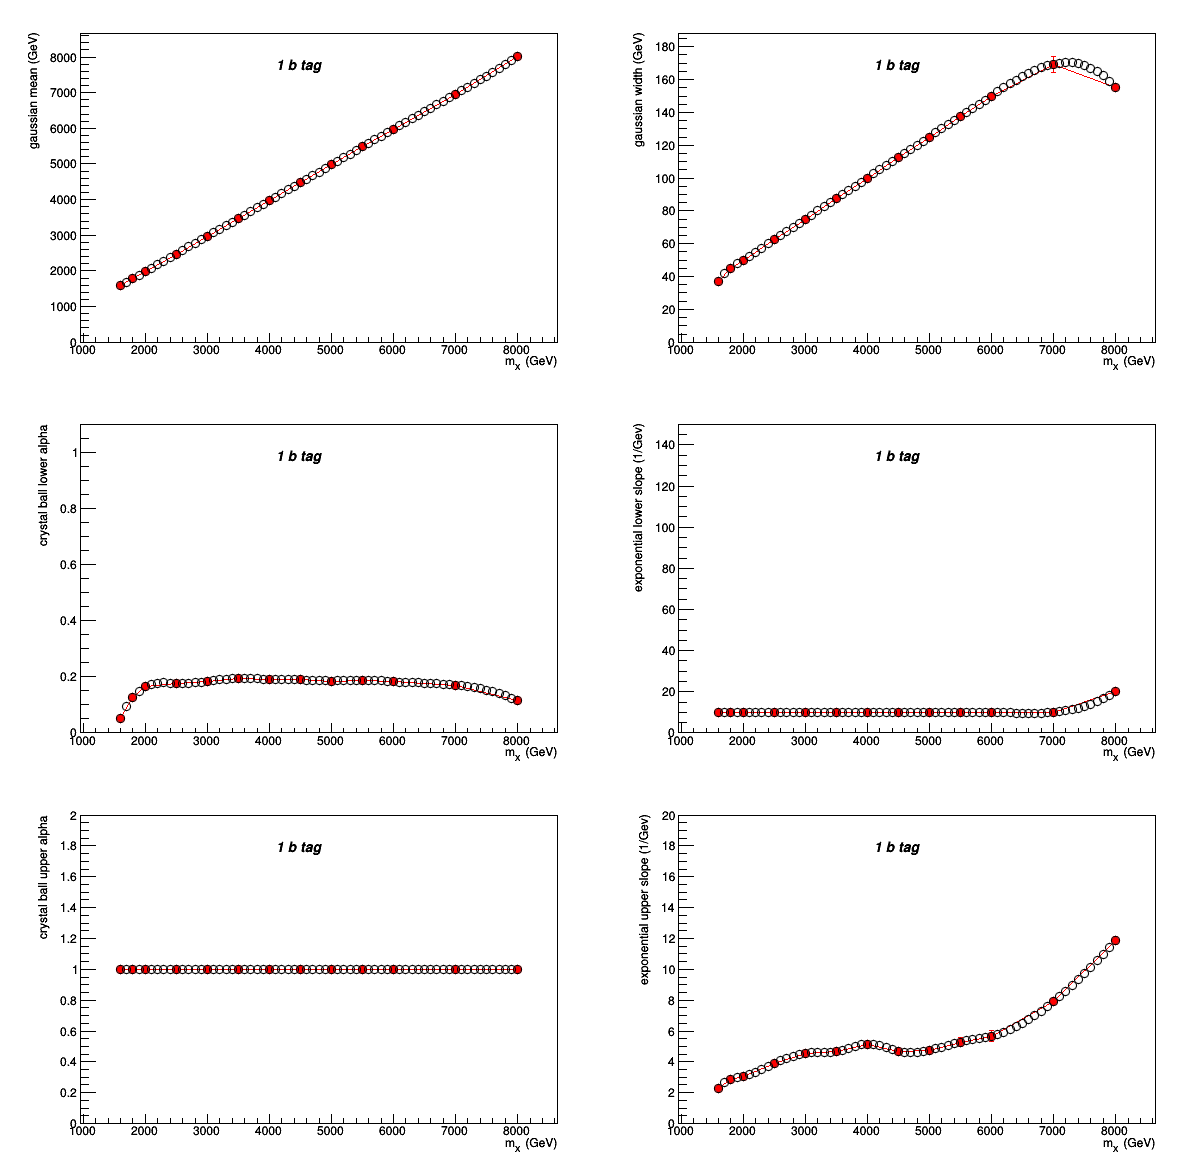 gaussian mean (GeV)
1 b tag
8000
7000
6000
5000
4000
3000
2000
1000
0
1000 2000 3000 4000 5000 6000 7000 8000
mx (GeV)
gaussian width (GeV)
1 b tag
180
160
140
120
100
80
60
40
20
0
1000 2000 3000 4000 5000 6000 7000 8000
mx (GeV)
crystal ball lower alpha
1 b tag
1
0.8
0.6
0.4
0.2
0
1000 2000 3000 4000 5000 6000 7000 8000
mx (GeV)
exponential lower slope (1/Gev)
1 b tag
140
120
100
80
60
40
20
0
1000 2000 3000 4000 5000 6000 7000 8000
mx (GeV)
crystal ball upper alpha
1 b tag
2
1.8
1.6
1.4
1.2
1
0.8
0.6
0.4
0.2
0
1000 2000 3000 4000 5000 6000 7000 8000
mx (GeV)
exponential upper slope (1/Gev)
1 b tag
20
18
16
14
12
10
8
6
4
2
0
1000 2000 3000 4000 5000 6000 7000 8000
mx (GeV)